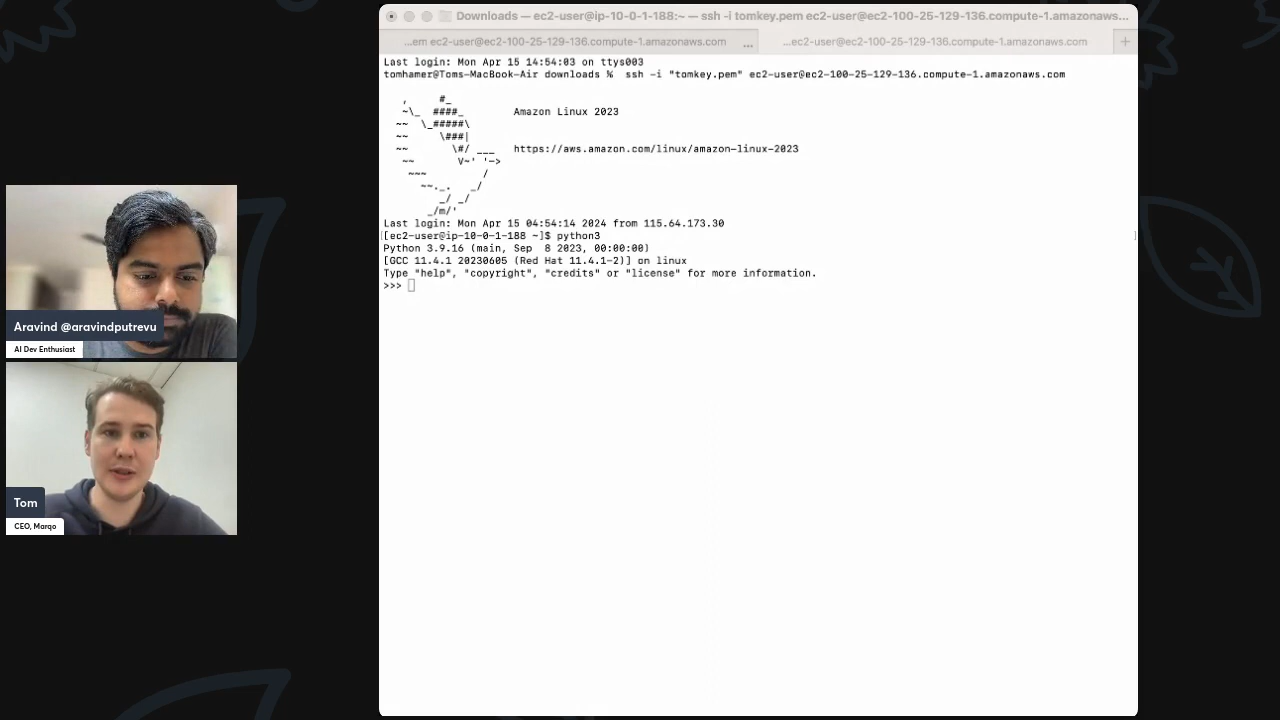 Downloads — ec2-user@ip-10-0-1-188:~ — ssh -i tomkey.pem ec2-user@ec2-100-25-129-136.compute-1.amazonaws...
...em ec2-user@ec2-100-25-129-136.compute-1.amazonaws.com ...
...ec2-user@ec2-100-25-129-136.compute-1.amazonaws.com +
Last login: Mon Apr 15 14:54:03 on ttys003
tomhamer@Toms-MacBook-Air downloads %  ssh -i "tomkey.pem" ec2-user@ec2-100-25-129-136.compute-1.amazonaws.com
   ,     #_
   ~\_  ####_        Amazon Linux 2023
  ~~  \_#####\
  ~~     \###|
  ~~       \#/ ___   https://aws.amazon.com/linux/amazon-linux-2023
   ~~       V~' '->
    ~~~         /
      ~~._.   _/
         _/ _/
       _/m/'
Last login: Mon Apr 15 04:54:14 2024 from 115.64.173.30
[[ec2-user@ip-10-0-1-188 ~]$ python3 ]
Python 3.9.16 (main, Sep  8 2023, 00:00:00)
[GCC 11.4.1 20230605 (Red Hat 11.4.1-2)] on linux
Type "help", "copyright", "credits" or "license" for more information.
>>>
Aravind @aravindputrevu
AI Dev Enthusiast
Tom
CEO, Marqo